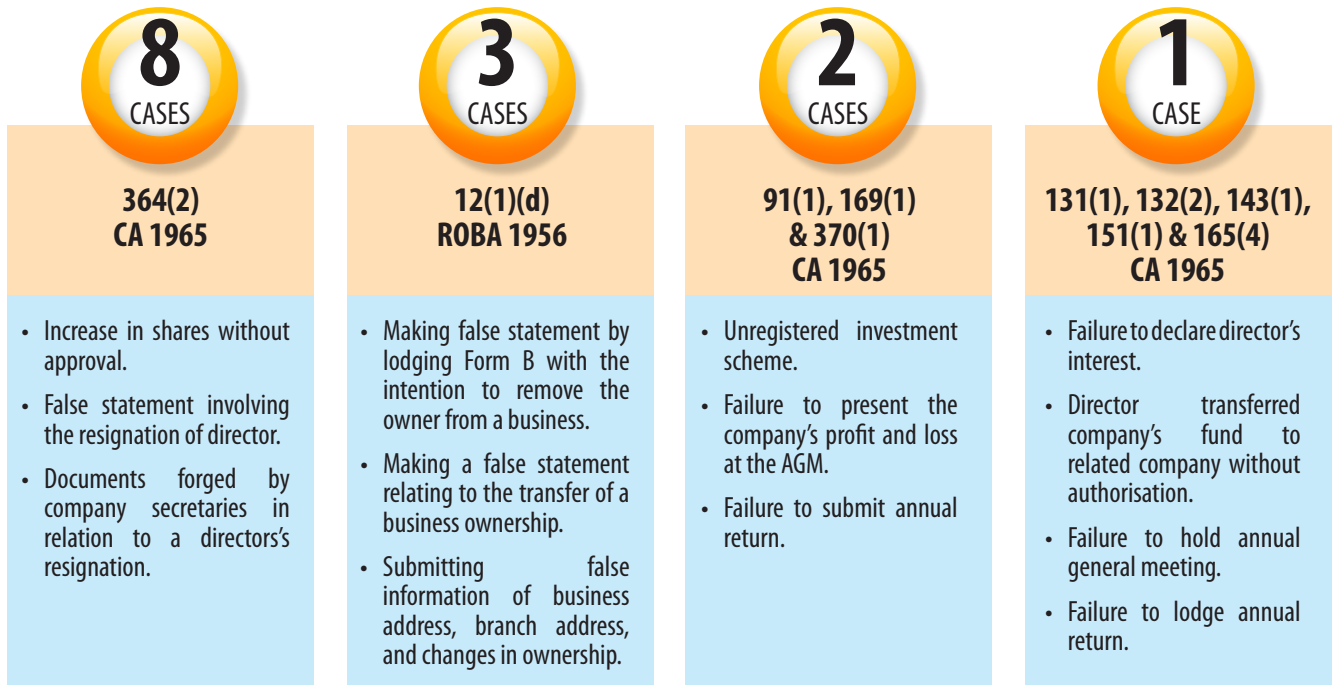 8
CASES
364(2)
CA 1965
• Increase in shares without
approval.
• False statement involving
the resignation of director.
• Documents forged by
company secretaries in
relation to a directors's
resignation.
3
CASES
12(1)(d)
ROBA 1956
• Making false statement by
lodging Form B with the
intention to remove the
owner from a business.
• Making a false statement
relating to the transfer of a
business ownership.
• Submitting false
information of business
address, branch address,
and changes in ownership.
2
CASES
91(1), 169(1)
& 370(1)
CA 1965
• Unregistered investment
scheme.
• Failure to present the
company's profit and loss
at the AGM.
• Failure to submit annual
return.
1
CASE
131(1), 132(2), 143(1),
151(1) & 165(4)
CA 1965
• Failure to declare director's
interest.
• Director transferred
company's fund to
related company without
authorisation.
• Failure to hold annual
general meeting.
• Failure to lodge annual
return.